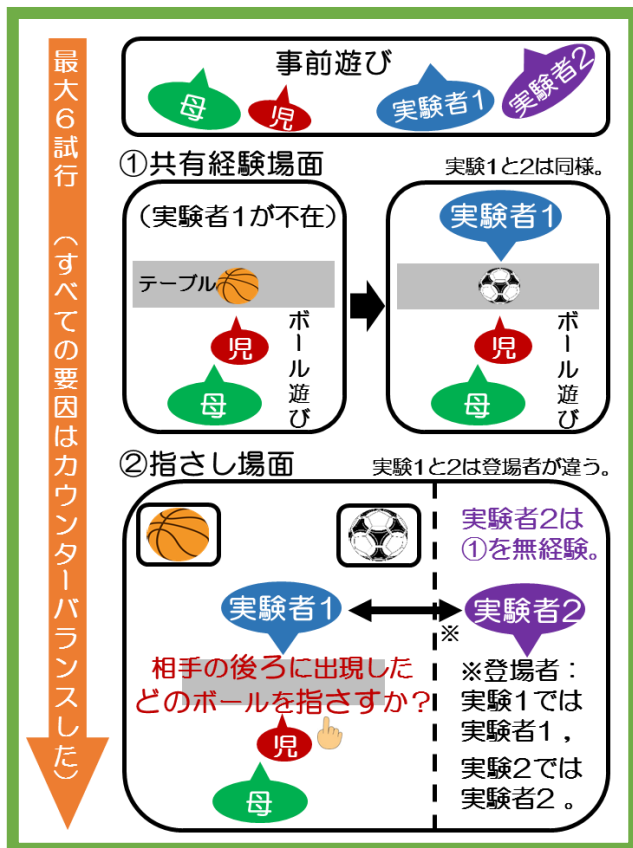 最大6試行 （すべての要因はカウンターバランスした）
事前遊び
母
児
実験者1
実験者2
①共有経験場面
実験1と2は同様。
（実験者1が不在）
テーブル
児
母
ボール遊び
実験者1
児
母
ボール遊び
②指さし場面
実験1と2は登場者が違う。
実験者2は
①を無経験。
実験者1
実験者2
※
相手の後ろに出現した
どのボールを指さすか？
児
母
※登場者：
実験1では
実験者1，
実験2では
実験者2。